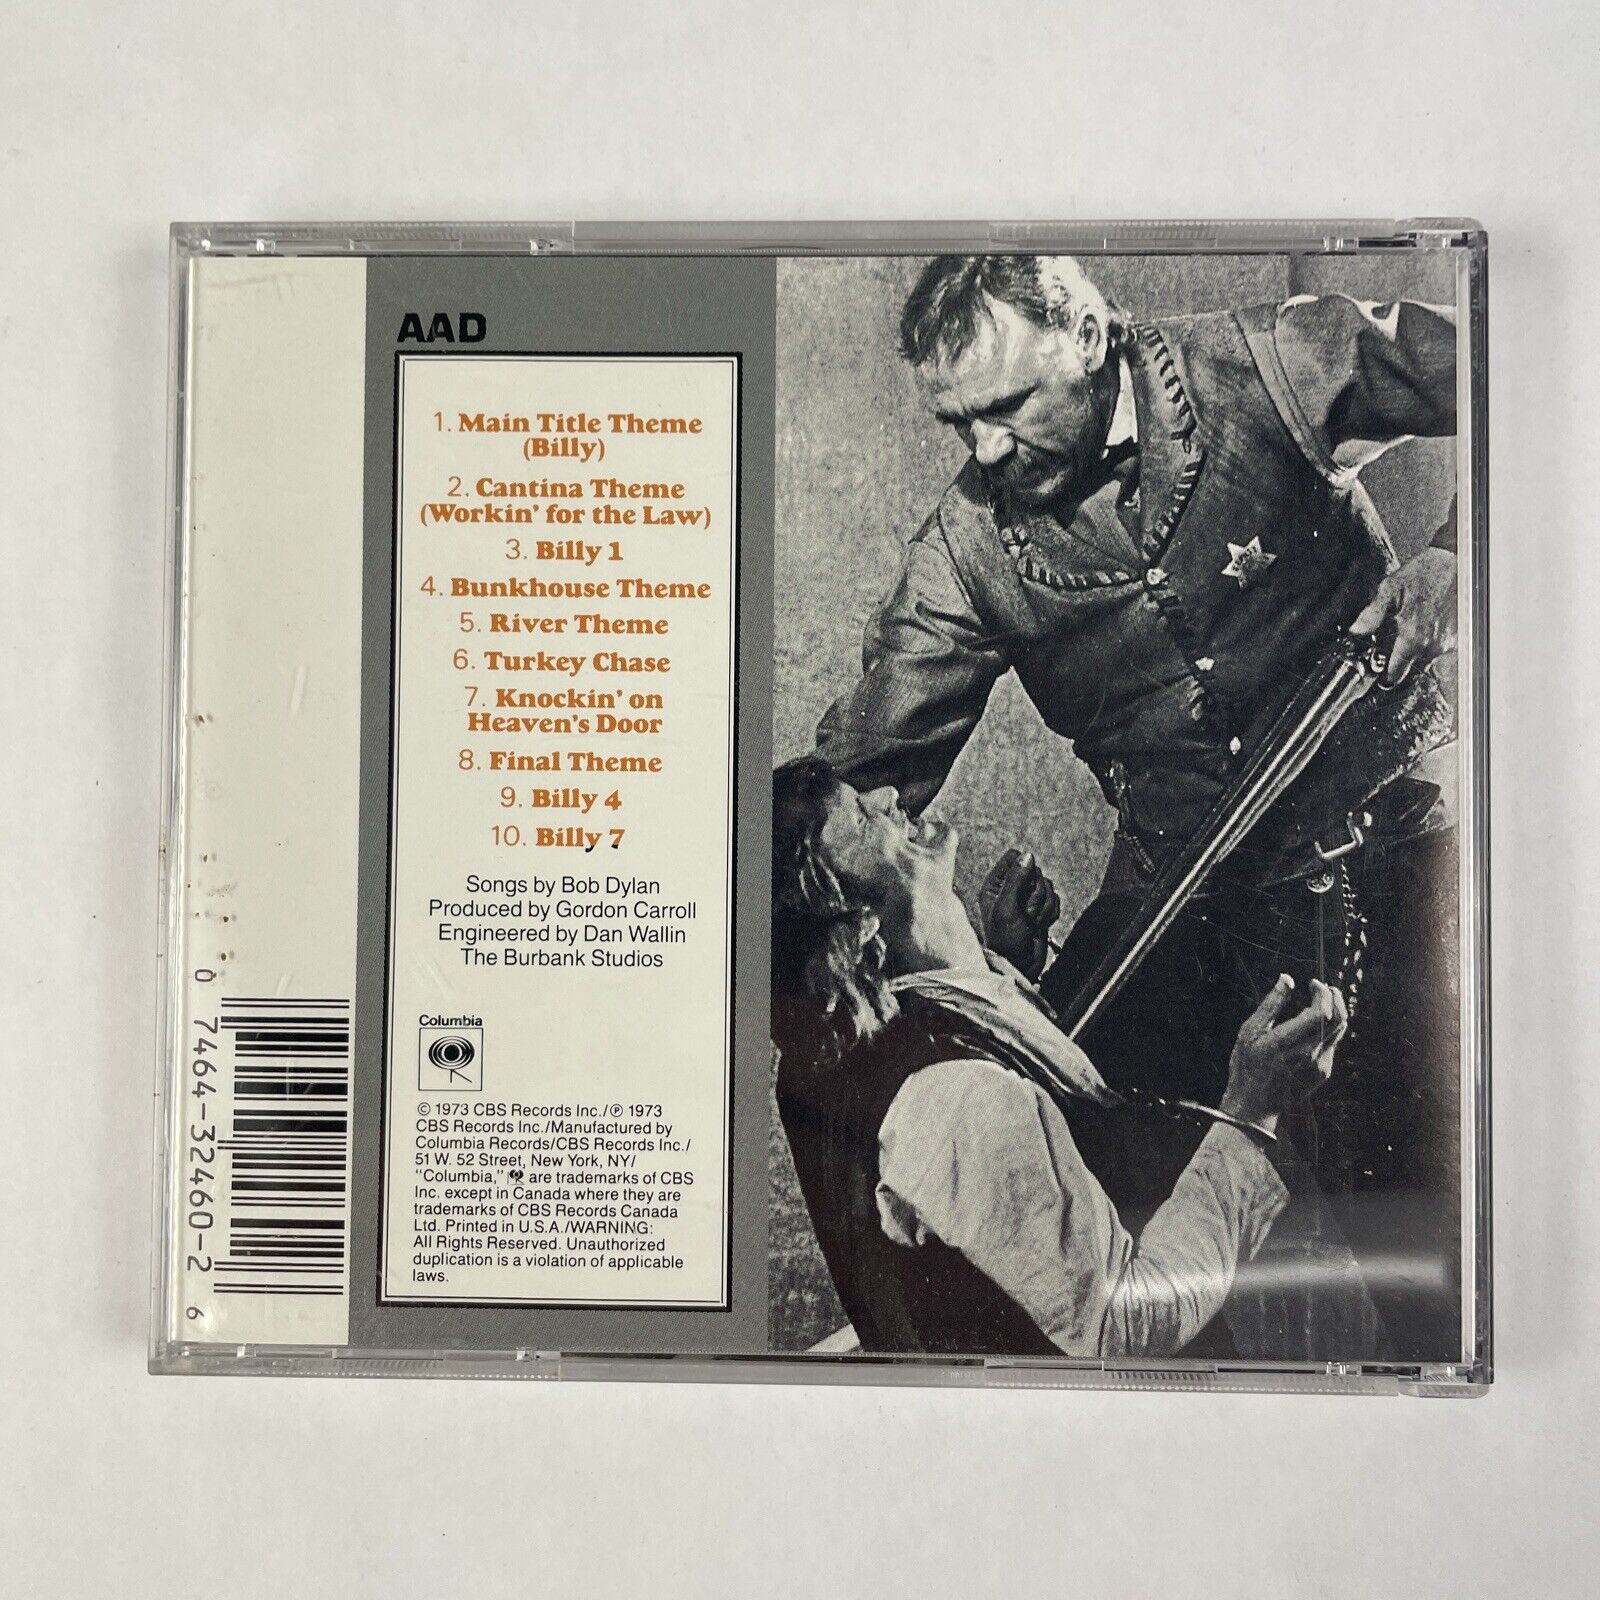 AAD
1. Main Title Theme
(Billy)
2. Cantina Theme
(Workin' for the Law)
3. Billy 1
4. Bunkhouse Theme
5. River Theme
6. Turkey Chase
7. Knockin' on
Heaven's Door
8. Final Theme
9. Billy 4
10. Billy 7
Songs by Bob Dylan
Produced by Gordon Carroll
Engineered by Dan Wallin
The Burbank Studios
Columbia
© 1973 CBS Records Inc./℗ 1973
CBS Records Inc./Manufactured by
Columbia Records/CBS Records Inc./
51 W. 52 Street, New York, NY/
"Columbia," are trademarks of CBS
Inc. except in Canada where they are
trademarks of CBS Records Canada
Ltd. Printed in U.S.A./WARNING:
All Rights Reserved. Unauthorized
duplication is a violation of applicable
laws.
0 7464-32460-2 6